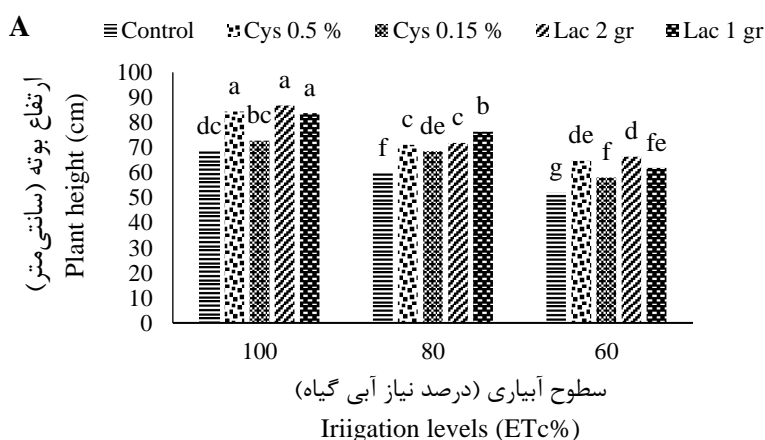 A
Control Cys 0.5 % Cys 0.15 % Lac 2 gr Lac 1 gr
ارتفاع بوته (سانتی‌متر)
Plant height (cm)
100
90
80
70
60
50
40
30
20
10
0
dc a bc a a
f c de c b
g de f d fe
100 80 60
سطوح آبیاری (درصد نیاز آبی گیاه)
Iriigation levels (ETc%)